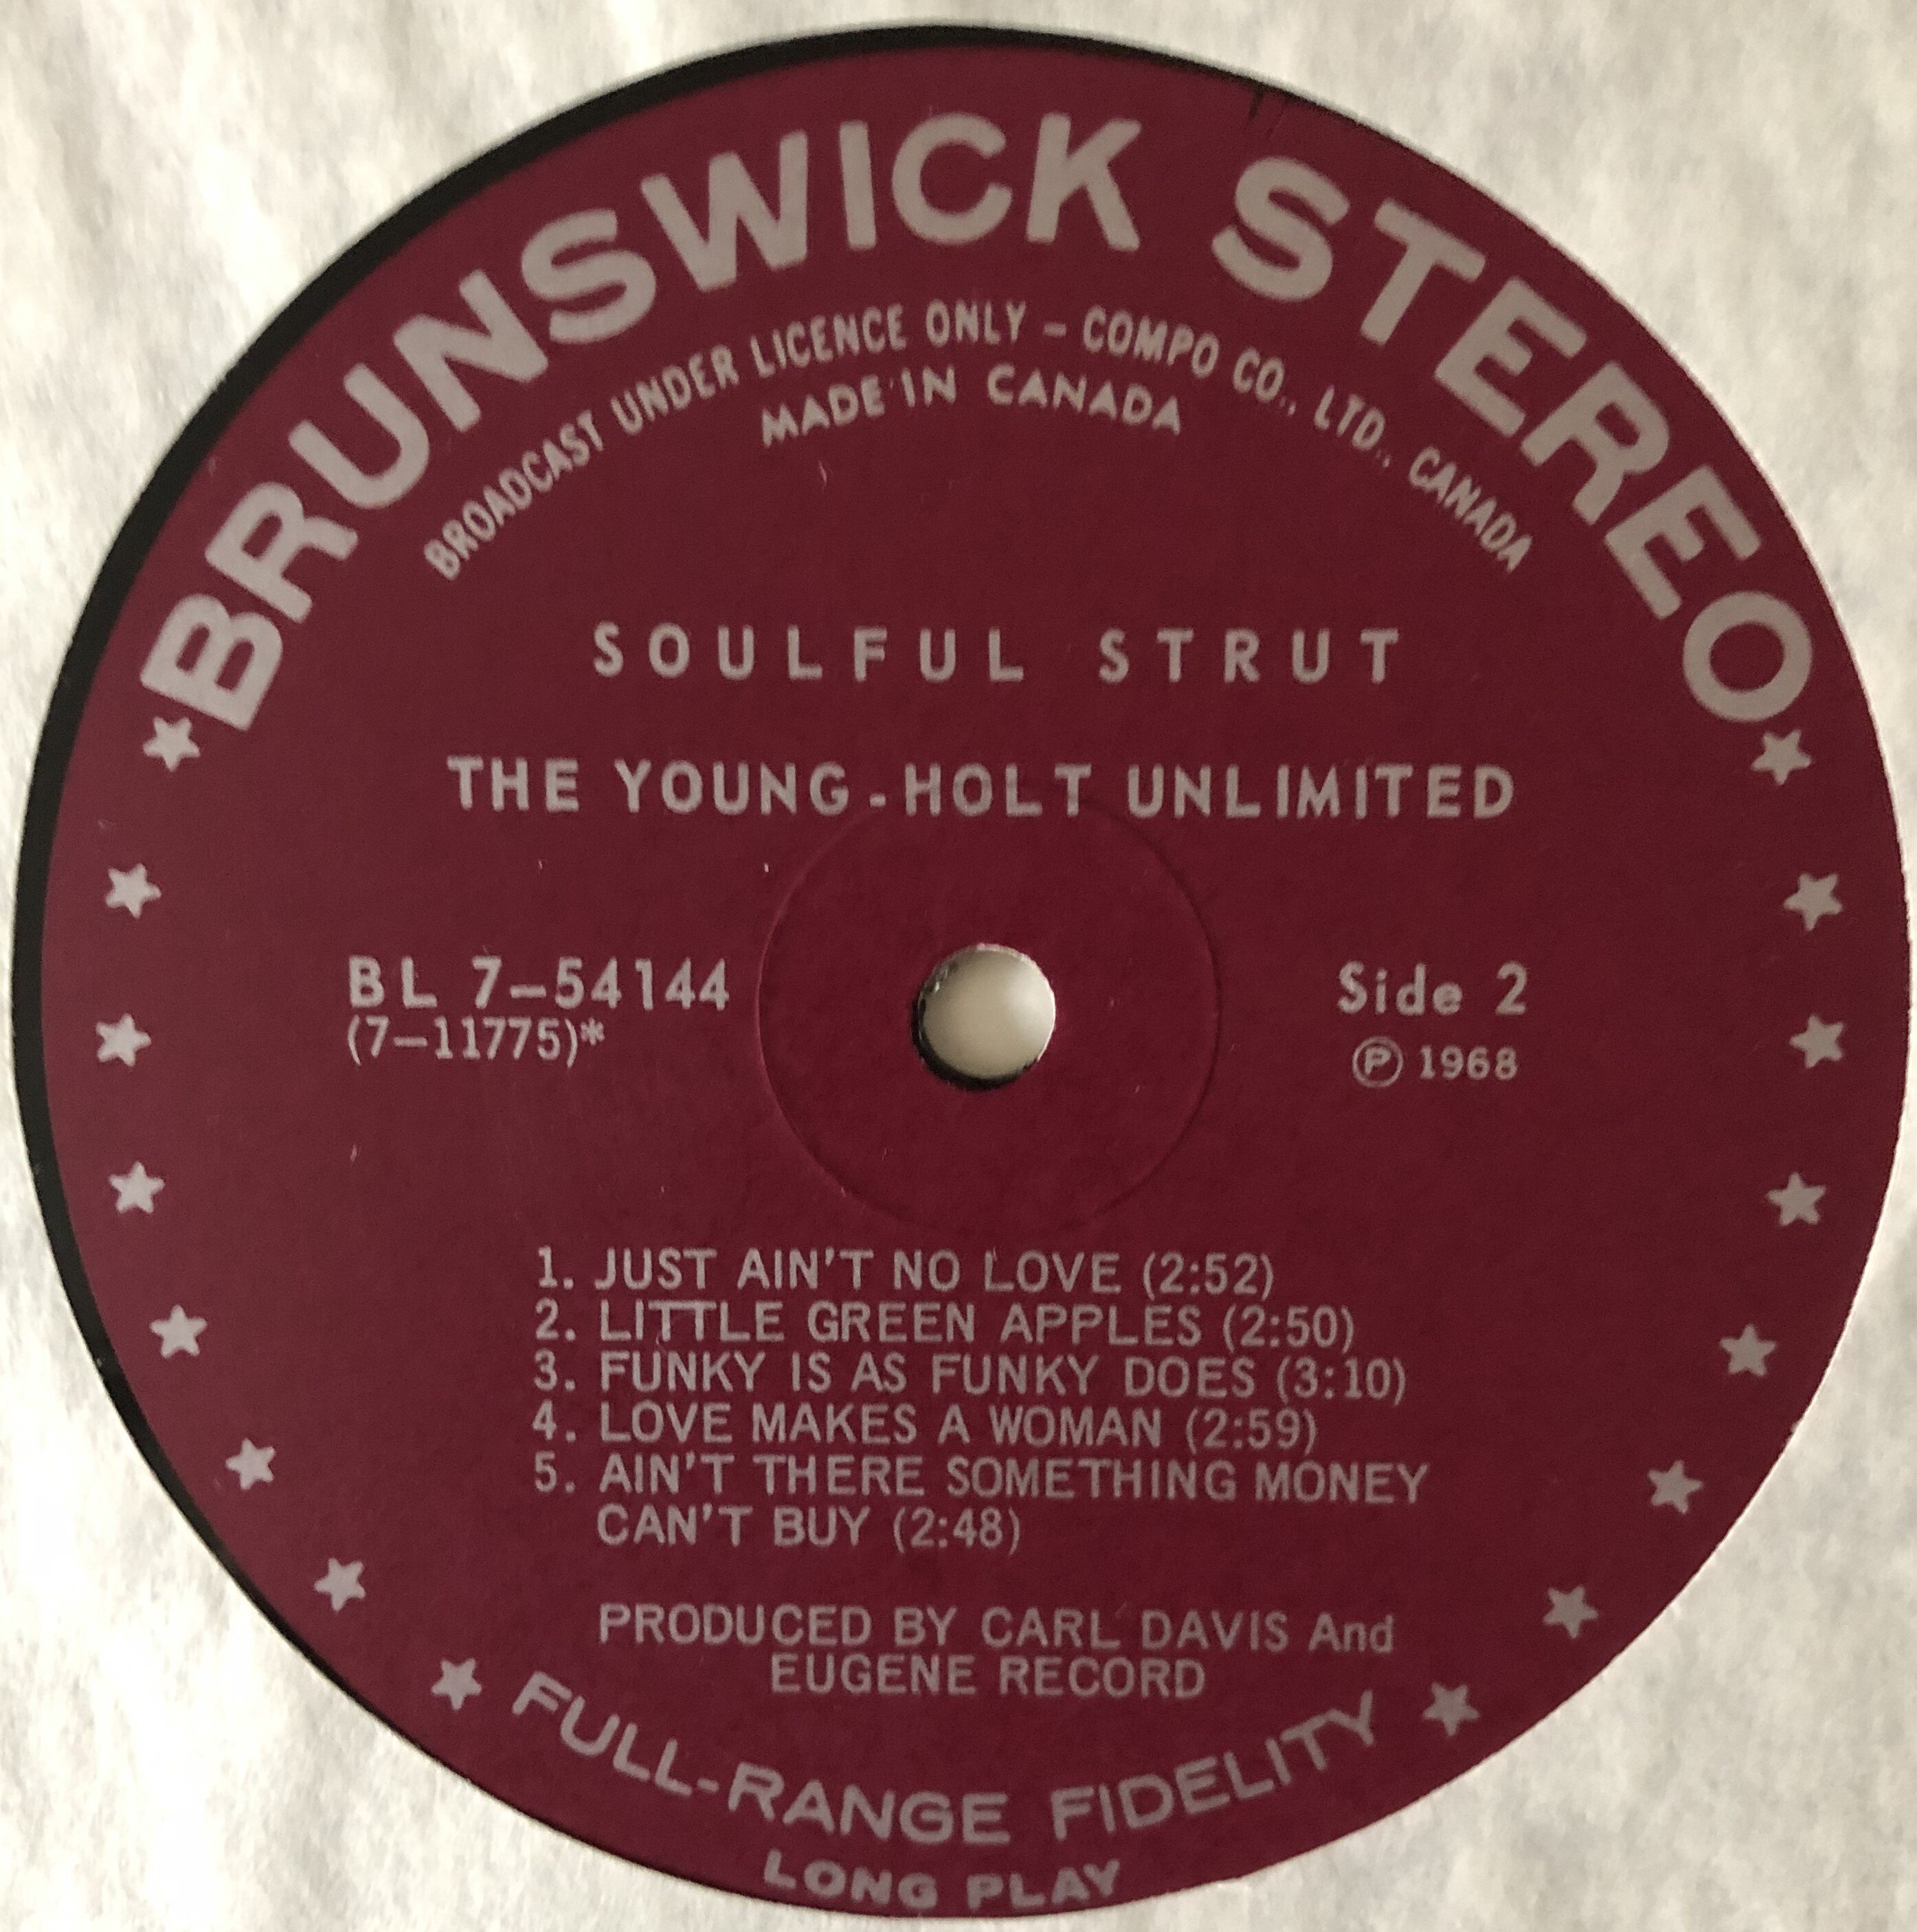 BRUNSWICK STEREO
BROADCAST UNDER LICENCE ONLY – COMPO CO., LTD., CANADA
MADE IN CANADA
SOULFUL STRUT
THE YOUNG-HOLT UNLIMITED
BL 7–54144
(7–11775)*
Side 2
℗ 1968
1. JUST AIN'T NO LOVE (2:52)
2. LITTLE GREEN APPLES (2:50)
3. FUNKY IS AS FUNKY DOES (3:10)
4. LOVE MAKES A WOMAN (2:59)
5. AIN'T THERE SOMETHING MONEY
CAN'T BUY (2:48)
PRODUCED BY CARL DAVIS And
EUGENE RECORD
FULL-RANGE FIDELITY
LONG PLAY